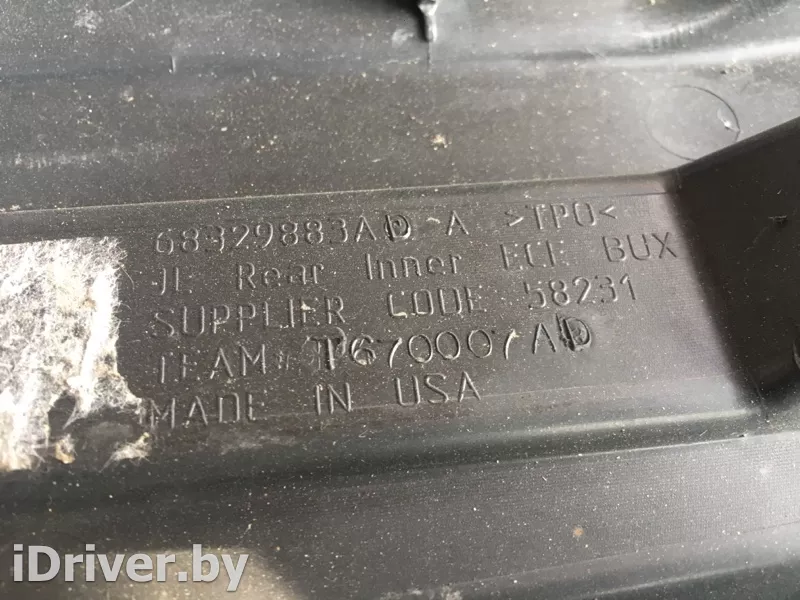 68329883AD-A >TPO<
JL Rear Inner ECE BUX
SUPPLIER CODE 58231
TEAM# TP670007AD
MADE IN USA
iDriver.by